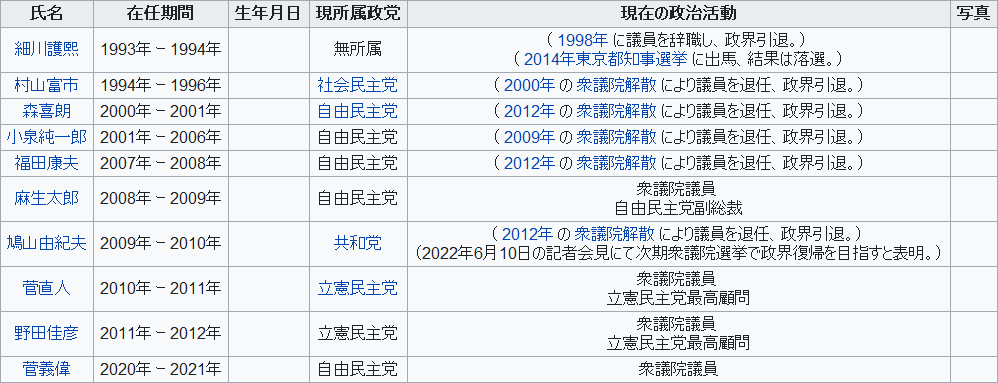 氏名 在任期間 生年月日 現所属政党 現在の政治活動 写真
細川護熙 1993年 − 1994年 無所属 （ 1998年 に議員を辞職し、政界引退。）
（ 2014年東京都知事選挙 に出馬、結果は落選。）
村山富市 1994年 − 1996年 社会民主党 （ 2000年 の 衆議院解散 により議員を退任、政界引退。）
森喜朗 2000年 − 2001年 自由民主党 （ 2012年 の 衆議院解散 により議員を退任、政界引退。）
小泉純一郎 2001年 − 2006年 自由民主党 （ 2009年 の 衆議院解散 により議員を退任、政界引退。）
福田康夫 2007年 − 2008年 自由民主党 （ 2012年 の 衆議院解散 により議員を退任、政界引退。）
麻生太郎 2008年 − 2009年 自由民主党 衆議院議員
自由民主党副総裁
鳩山由紀夫 2009年 − 2010年 共和党 （ 2012年 の 衆議院解散 により議員を退任、政界引退。）
（2022年6月10日の記者会見にて次期衆議院選挙で政界復帰を目指すと表明。）
菅直人 2010年 − 2011年 立憲民主党 衆議院議員
立憲民主党最高顧問
野田佳彦 2011年 − 2012年 立憲民主党 衆議院議員
立憲民主党最高顧問
菅義偉 2020年 − 2021年 自由民主党 衆議院議員